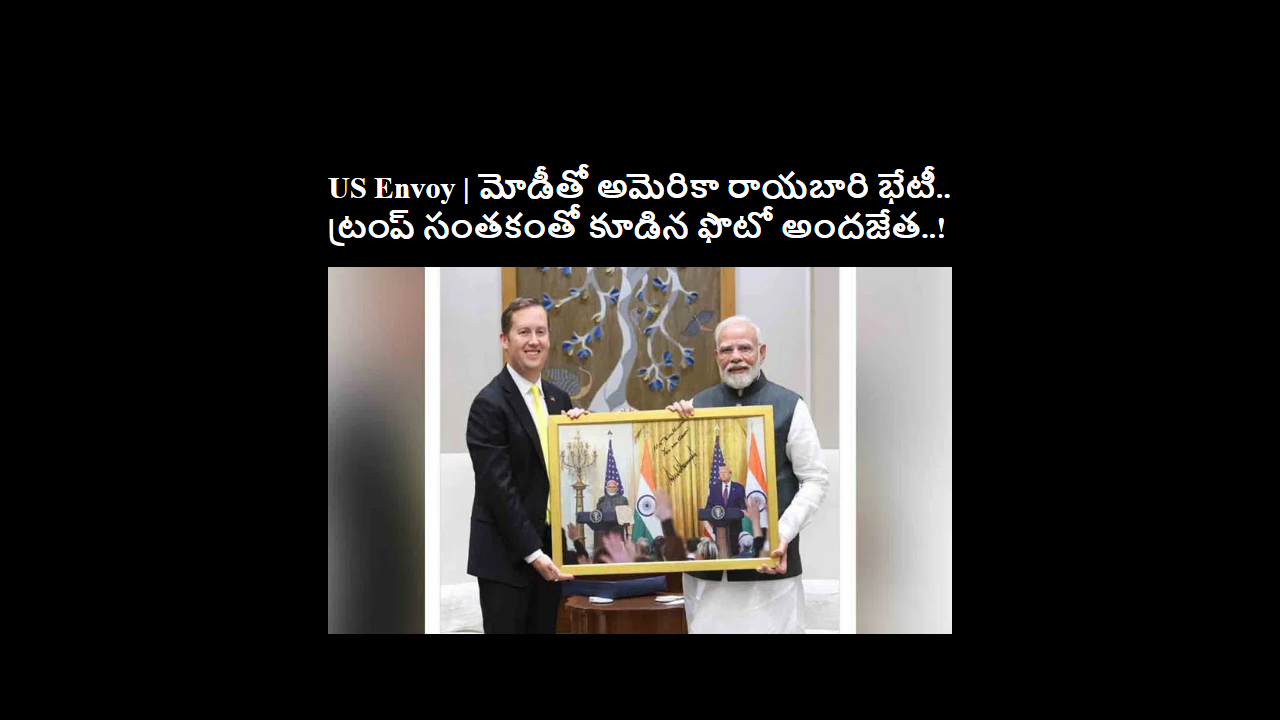 US Envoy | మోడీతో అమెరికా రాయబారి భేటీ..
ట్రంప్ సంతకంతో కూడిన ఫొటో అందజేత..!